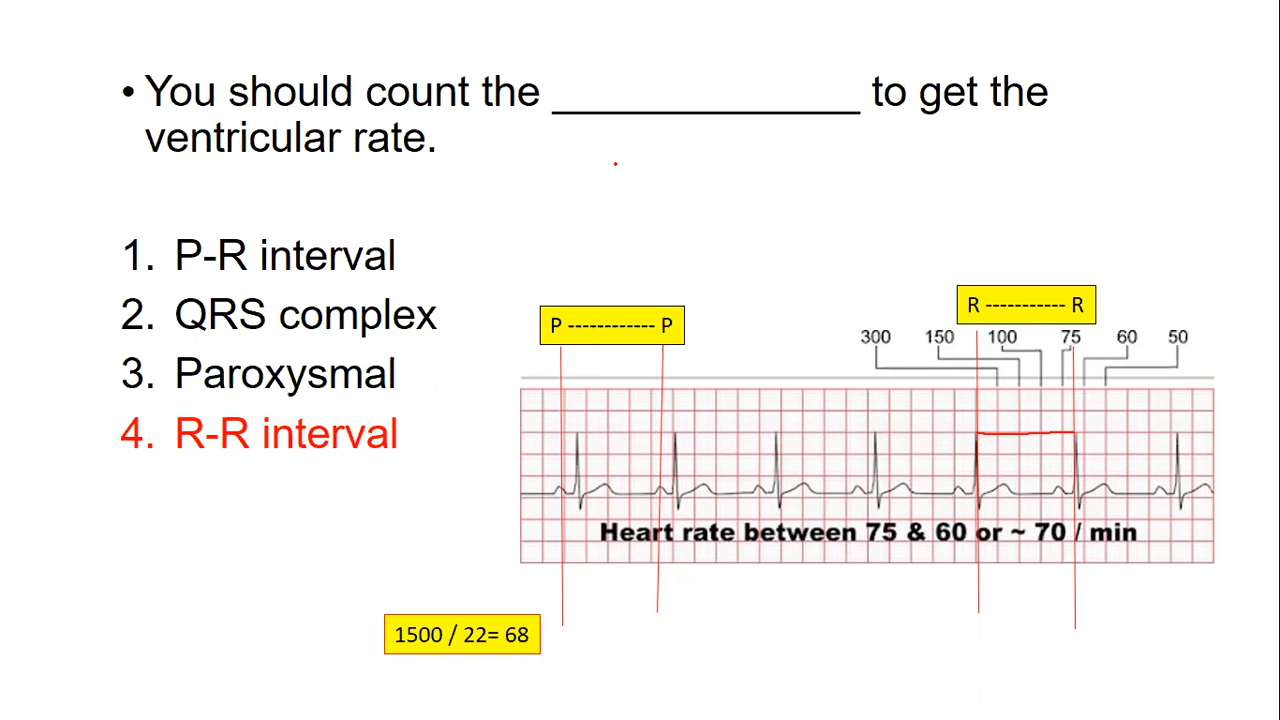 • You should count the ______________ to get the
ventricular rate.
1. P-R interval
2. QRS complex
3. Paroxysmal
4. R-R interval
P ------------ P
R ----------- R
300 150 100 75 60 50
Heart rate between 75 & 60 or ~ 70 / min
1500 / 22= 68